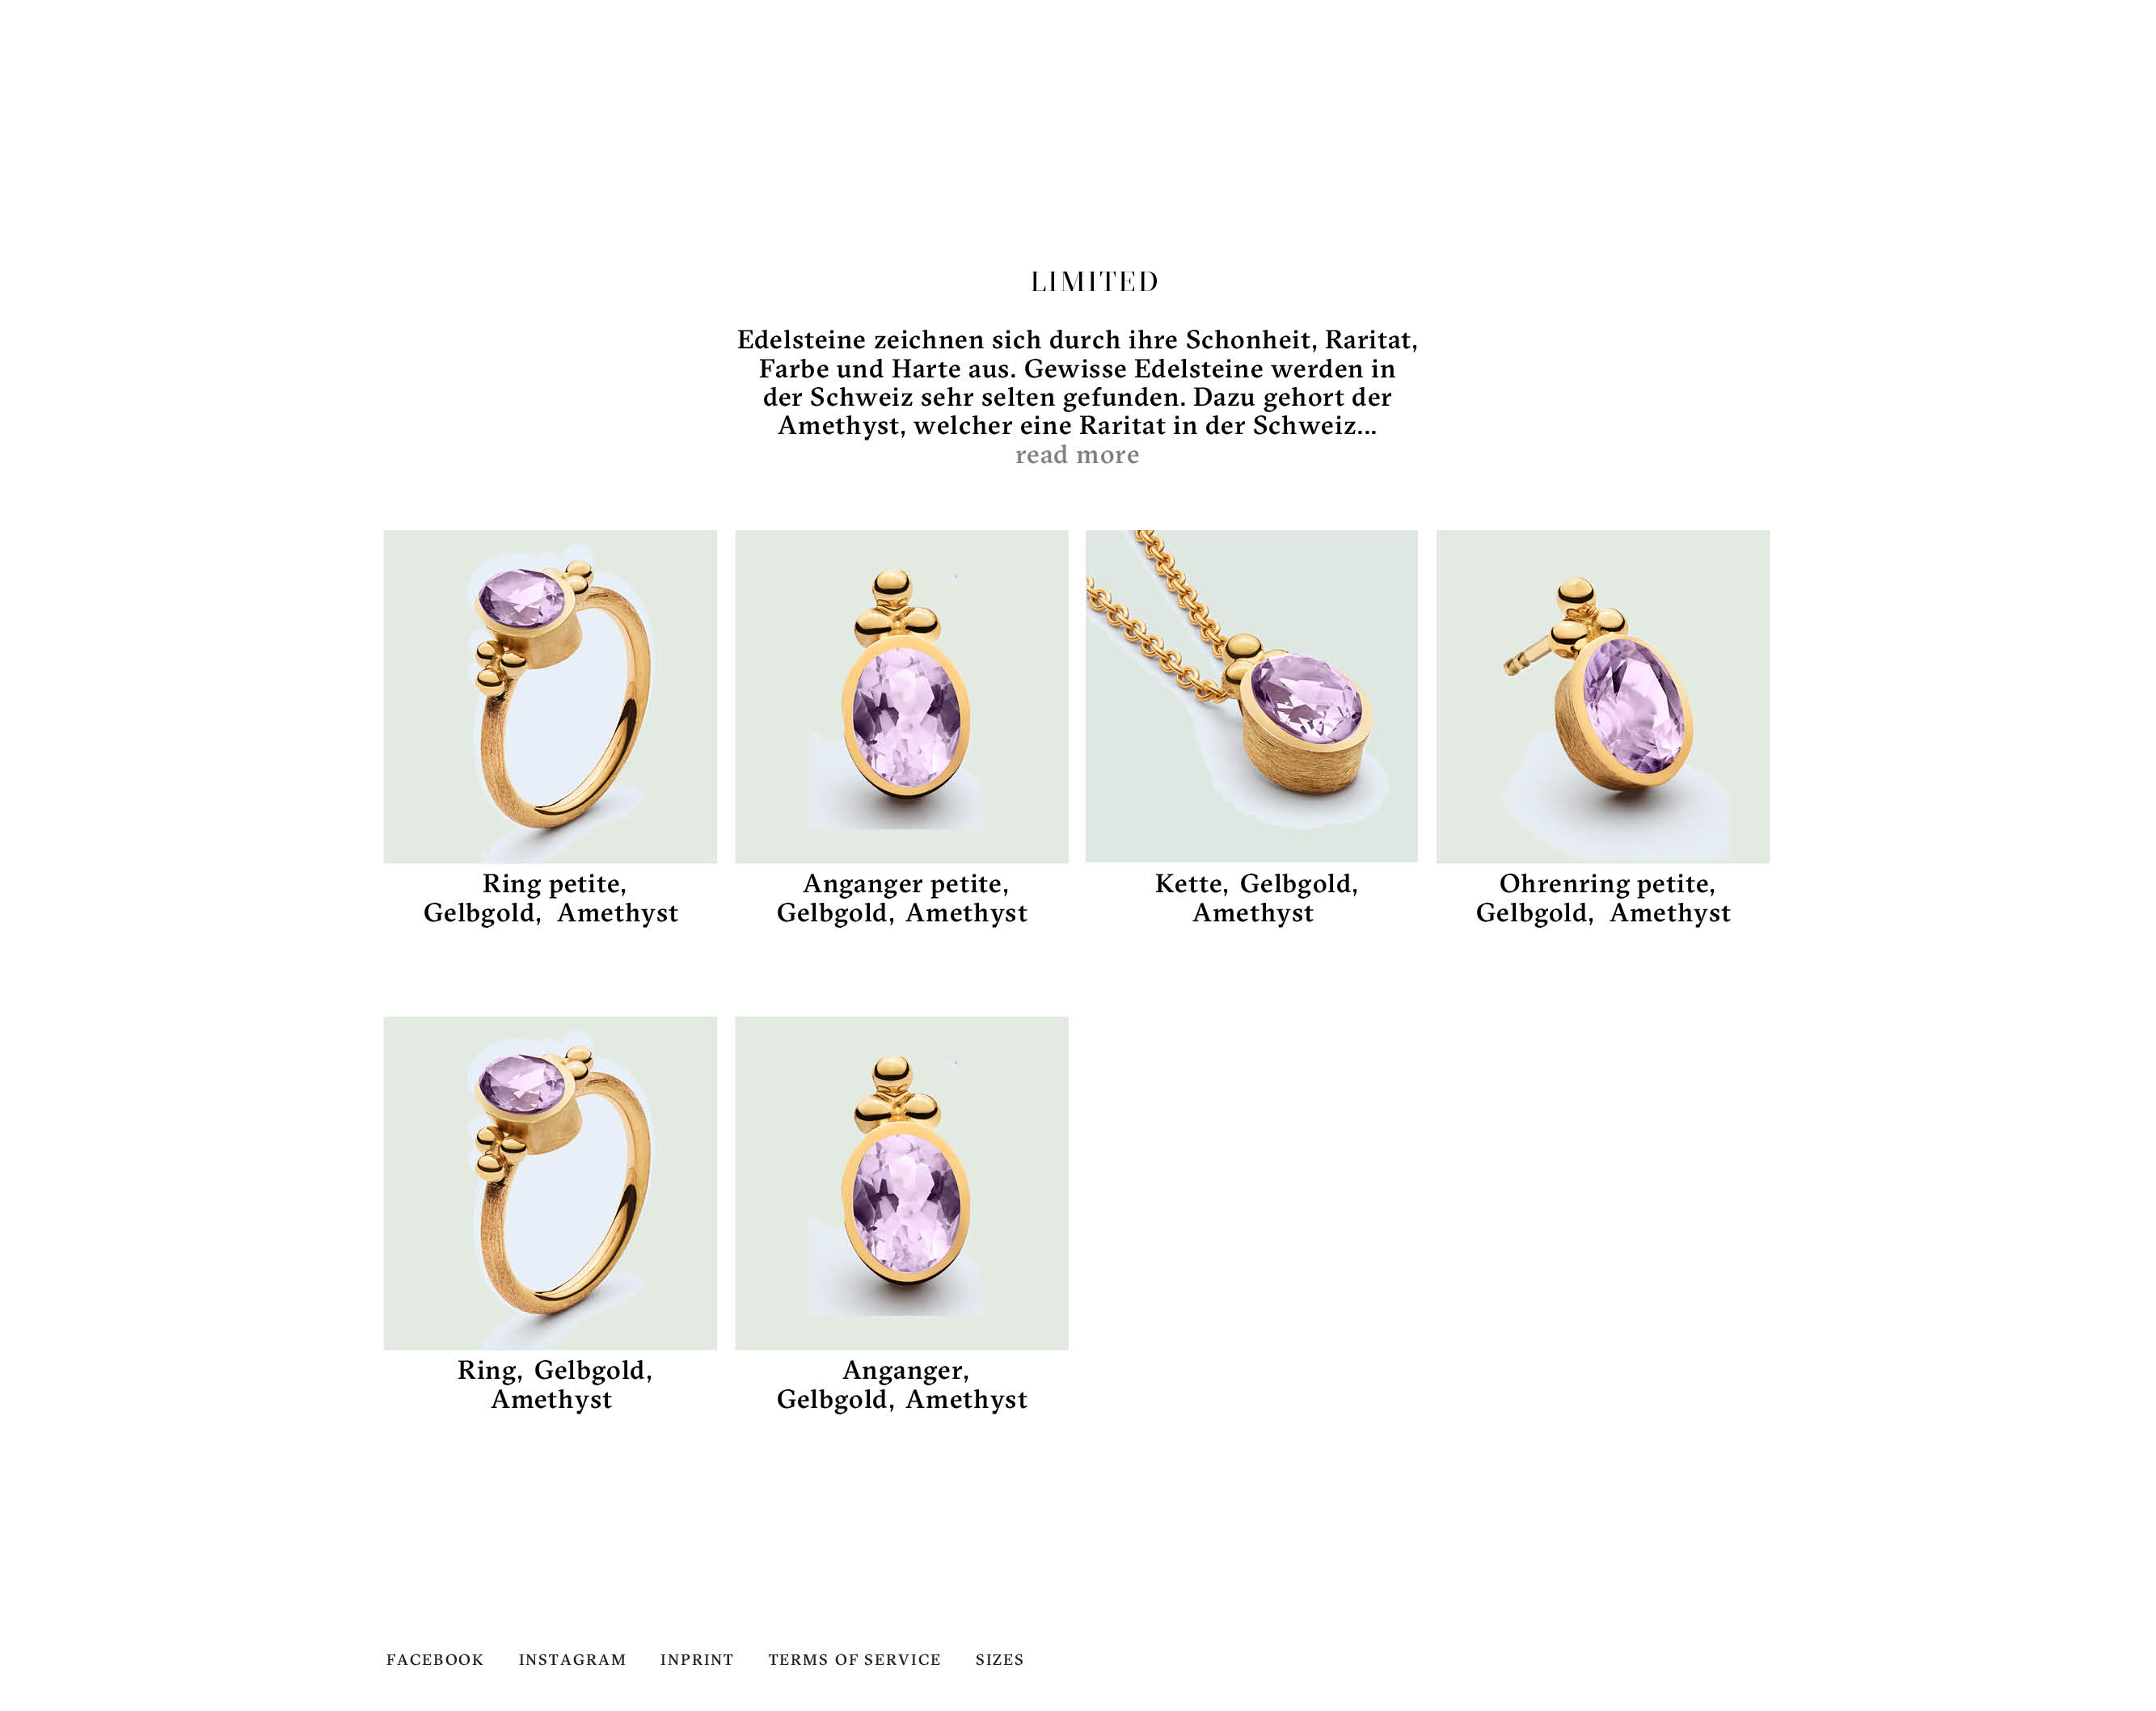 LIMITED
Edelsteine zeichnen sich durch ihre Schonheit, Raritat,
Farbe und Harte aus. Gewisse Edelsteine werden in
der Schweiz sehr selten gefunden. Dazu gehort der
Amethyst, welcher eine Raritat in der Schweiz...
read more
Ring petite,
Gelbgold, Amethyst
Anganger petite,
Gelbgold, Amethyst
Kette, Gelbgold,
Amethyst
Ohrenring petite,
Gelbgold, Amethyst
Ring, Gelbgold,
Amethyst
Anganger,
Gelbgold, Amethyst
FACEBOOK INSTAGRAM INPRINT TERMS OF SERVICE SIZES